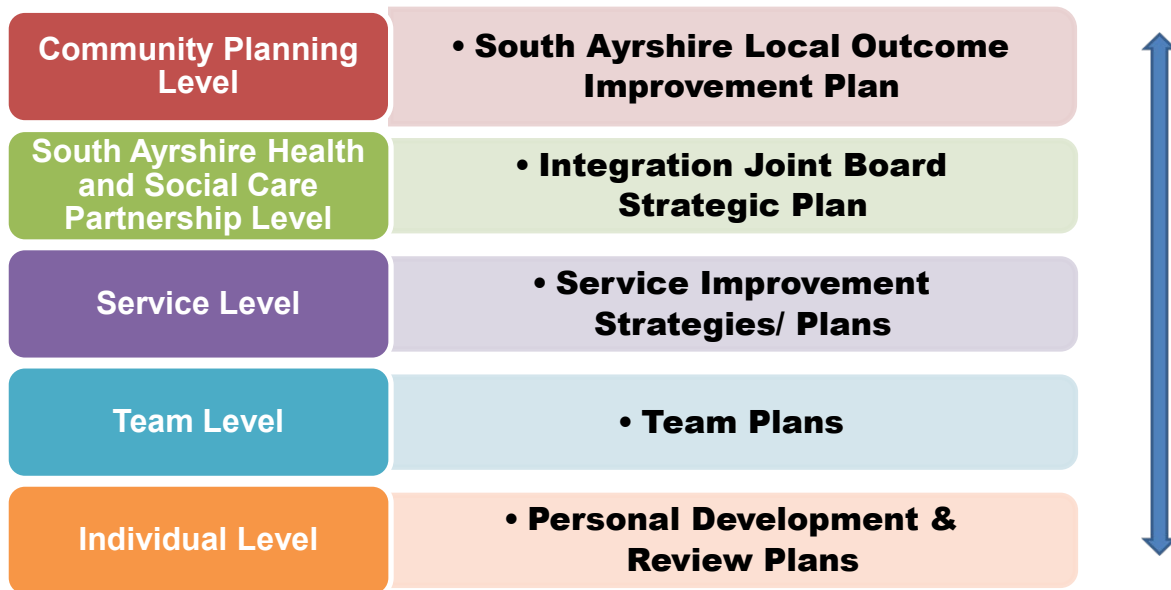 Community Planning
Level
• South Ayrshire Local Outcome
Improvement Plan
South Ayrshire Health
and Social Care
Partnership Level
• Integration Joint Board
Strategic Plan
Service Level
• Service Improvement
Strategies/ Plans
Team Level
• Team Plans
Individual Level
• Personal Development &
Review Plans